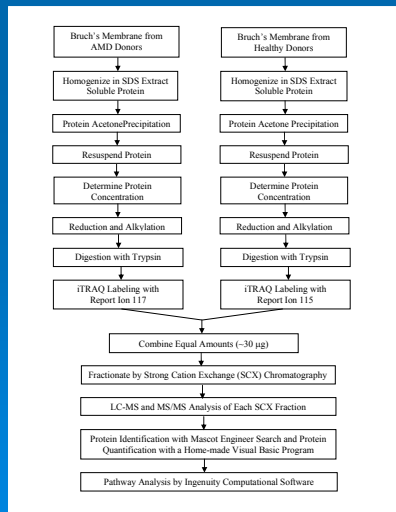 Bruch's Membrane from
AMD Donors
Bruch's Membrane from
Healthy Donors
Homogenize in SDS Extract
Soluble Protein
Homogenize in SDS Extract
Soluble Protein
Protein AcetonePrecipitation
Protein Acetone Precipitation
Resuspend Protein
Resuspend Protein
Determine Protein
Concentration
Determine Protein
Concentration
Reduction and Alkylation
Reduction and Alkylation
Digestion with Trypsin
Digestion with Trypsin
iTRAQ Labeling with
Report Ion 117
iTRAQ Labeling with
Report Ion 115
Combine Equal Amounts (~30 µg)
Fractionate by Strong Cation Exchange (SCX) Chromatography
LC-MS and MS/MS Analysis of Each SCX Fraction
Protein Identification with Mascot Engineer Search and Protein
Quantification with a Home-made Visual Basic Program
Pathway Analysis by Ingenuity Computational Software